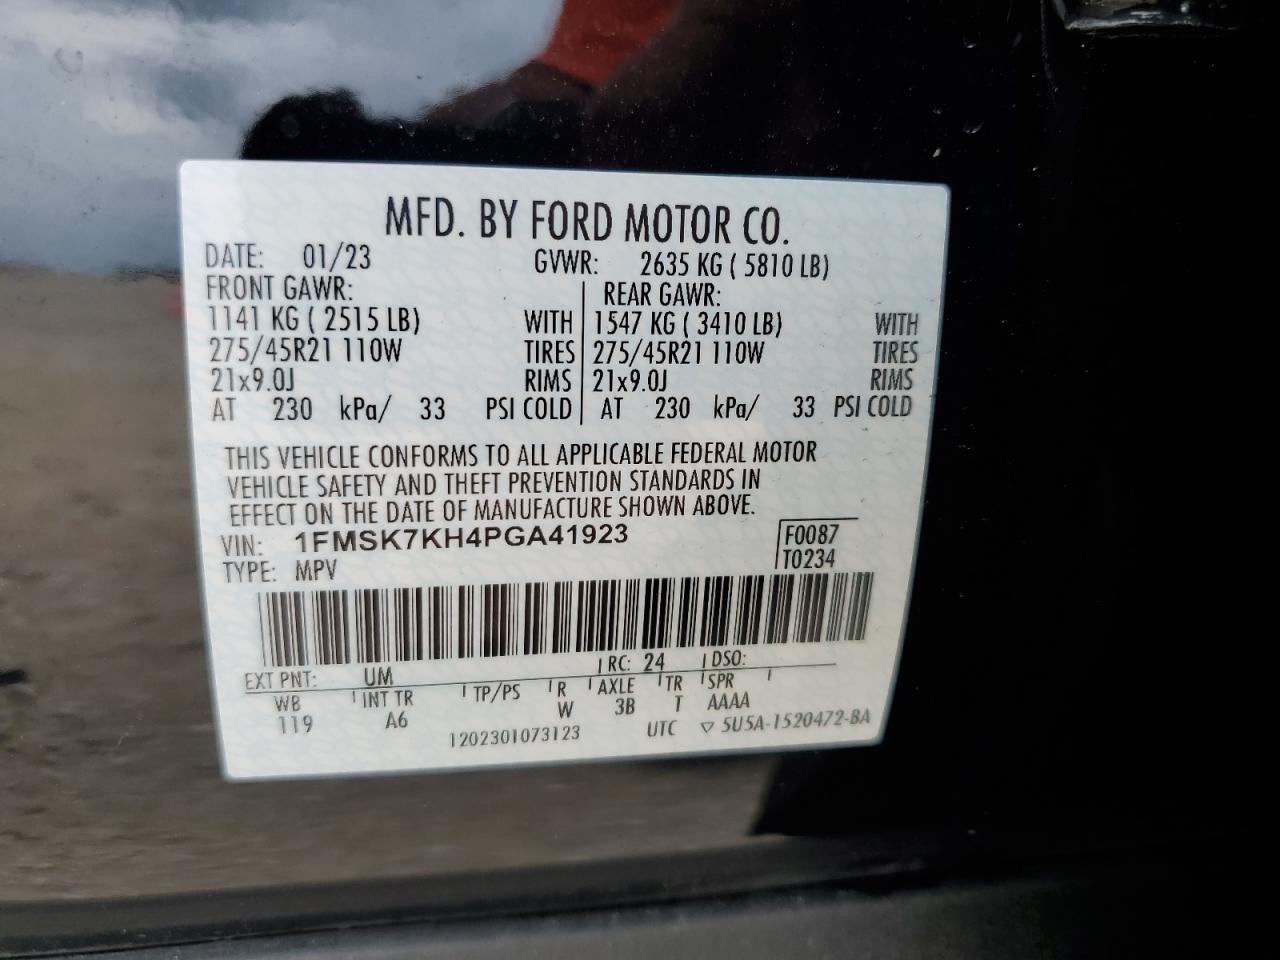 MFD. BY FORD MOTOR CO.
DATE: 01/23 GVWR: 2635 KG ( 5810 LB)
FRONT GAWR: REAR GAWR:
1141 KG ( 2515 LB) WITH 1547 KG ( 3410 LB) WITH
275/45R21 110W TIRES 275/45R21 110W TIRES
21x9.0J RIMS 21x9.0J RIMS
AT 230 kPa/ 33 PSI COLD AT 230 kPa/ 33 PSI COLD
THIS VEHICLE CONFORMS TO ALL APPLICABLE FEDERAL MOTOR
VEHICLE SAFETY AND THEFT PREVENTION STANDARDS IN
EFFECT ON THE DATE OF MANUFACTURE SHOWN ABOVE.
VIN: 1FMSK7KH4PGA41923 F0087
TYPE: MPV T0234
EXT PNT: UM RC: 24 DSO:
WB INT TR TP/PS R AXLE TR SPR
119 A6 W 3B T AAAA
1202301073123 UTC ▽ 5U5A-1520472-BA